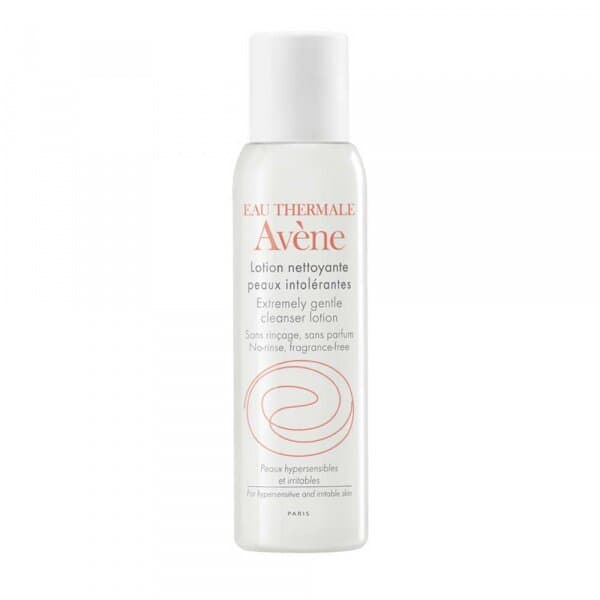 EAU THERMALE
Avène
Lotion nettoyante
peaux intolérantes
Extremely gentle
cleanser lotion
Sans rinçage, sans parfum
No-rinse, fragrance-free
Peaux hypersensibles
et irritables
For hypersensitive and irritable skin
PARIS